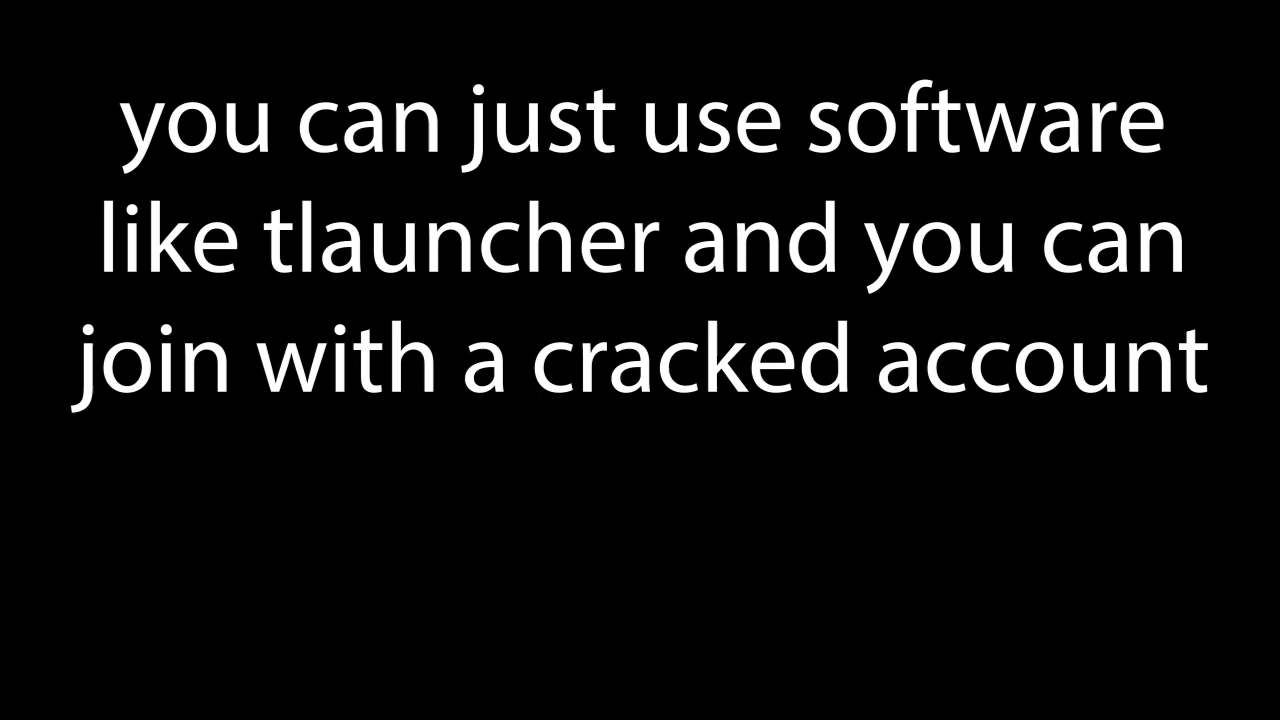 you can just use software
like tlauncher and you can
join with a cracked account